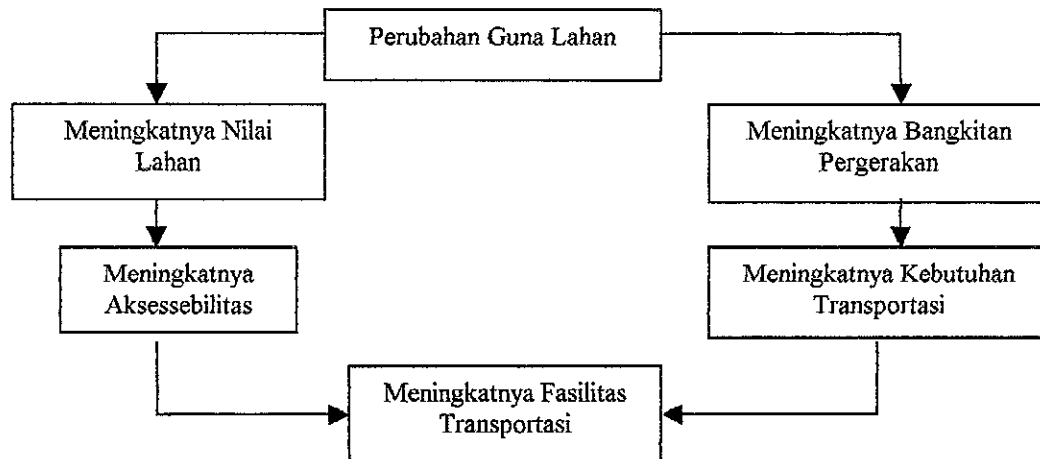 Perubahan Guna Lahan
Meningkatnya Nilai
Lahan
Meningkatnya Bangkitan
Pergerakan
Meningkatnya
Aksessebilitas
Meningkatnya Kebutuhan
Transportasi
Meningkatnya Fasilitas
Transportasi